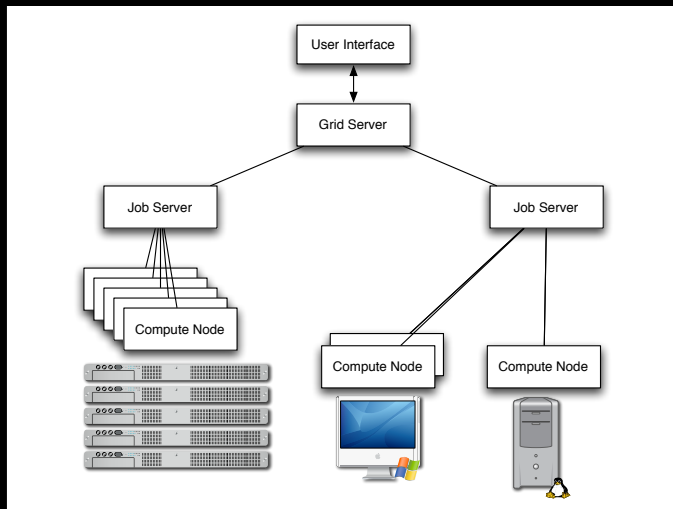 User Interface
Grid Server
Job Server
Job Server
Compute Node
Compute Node
Compute Node